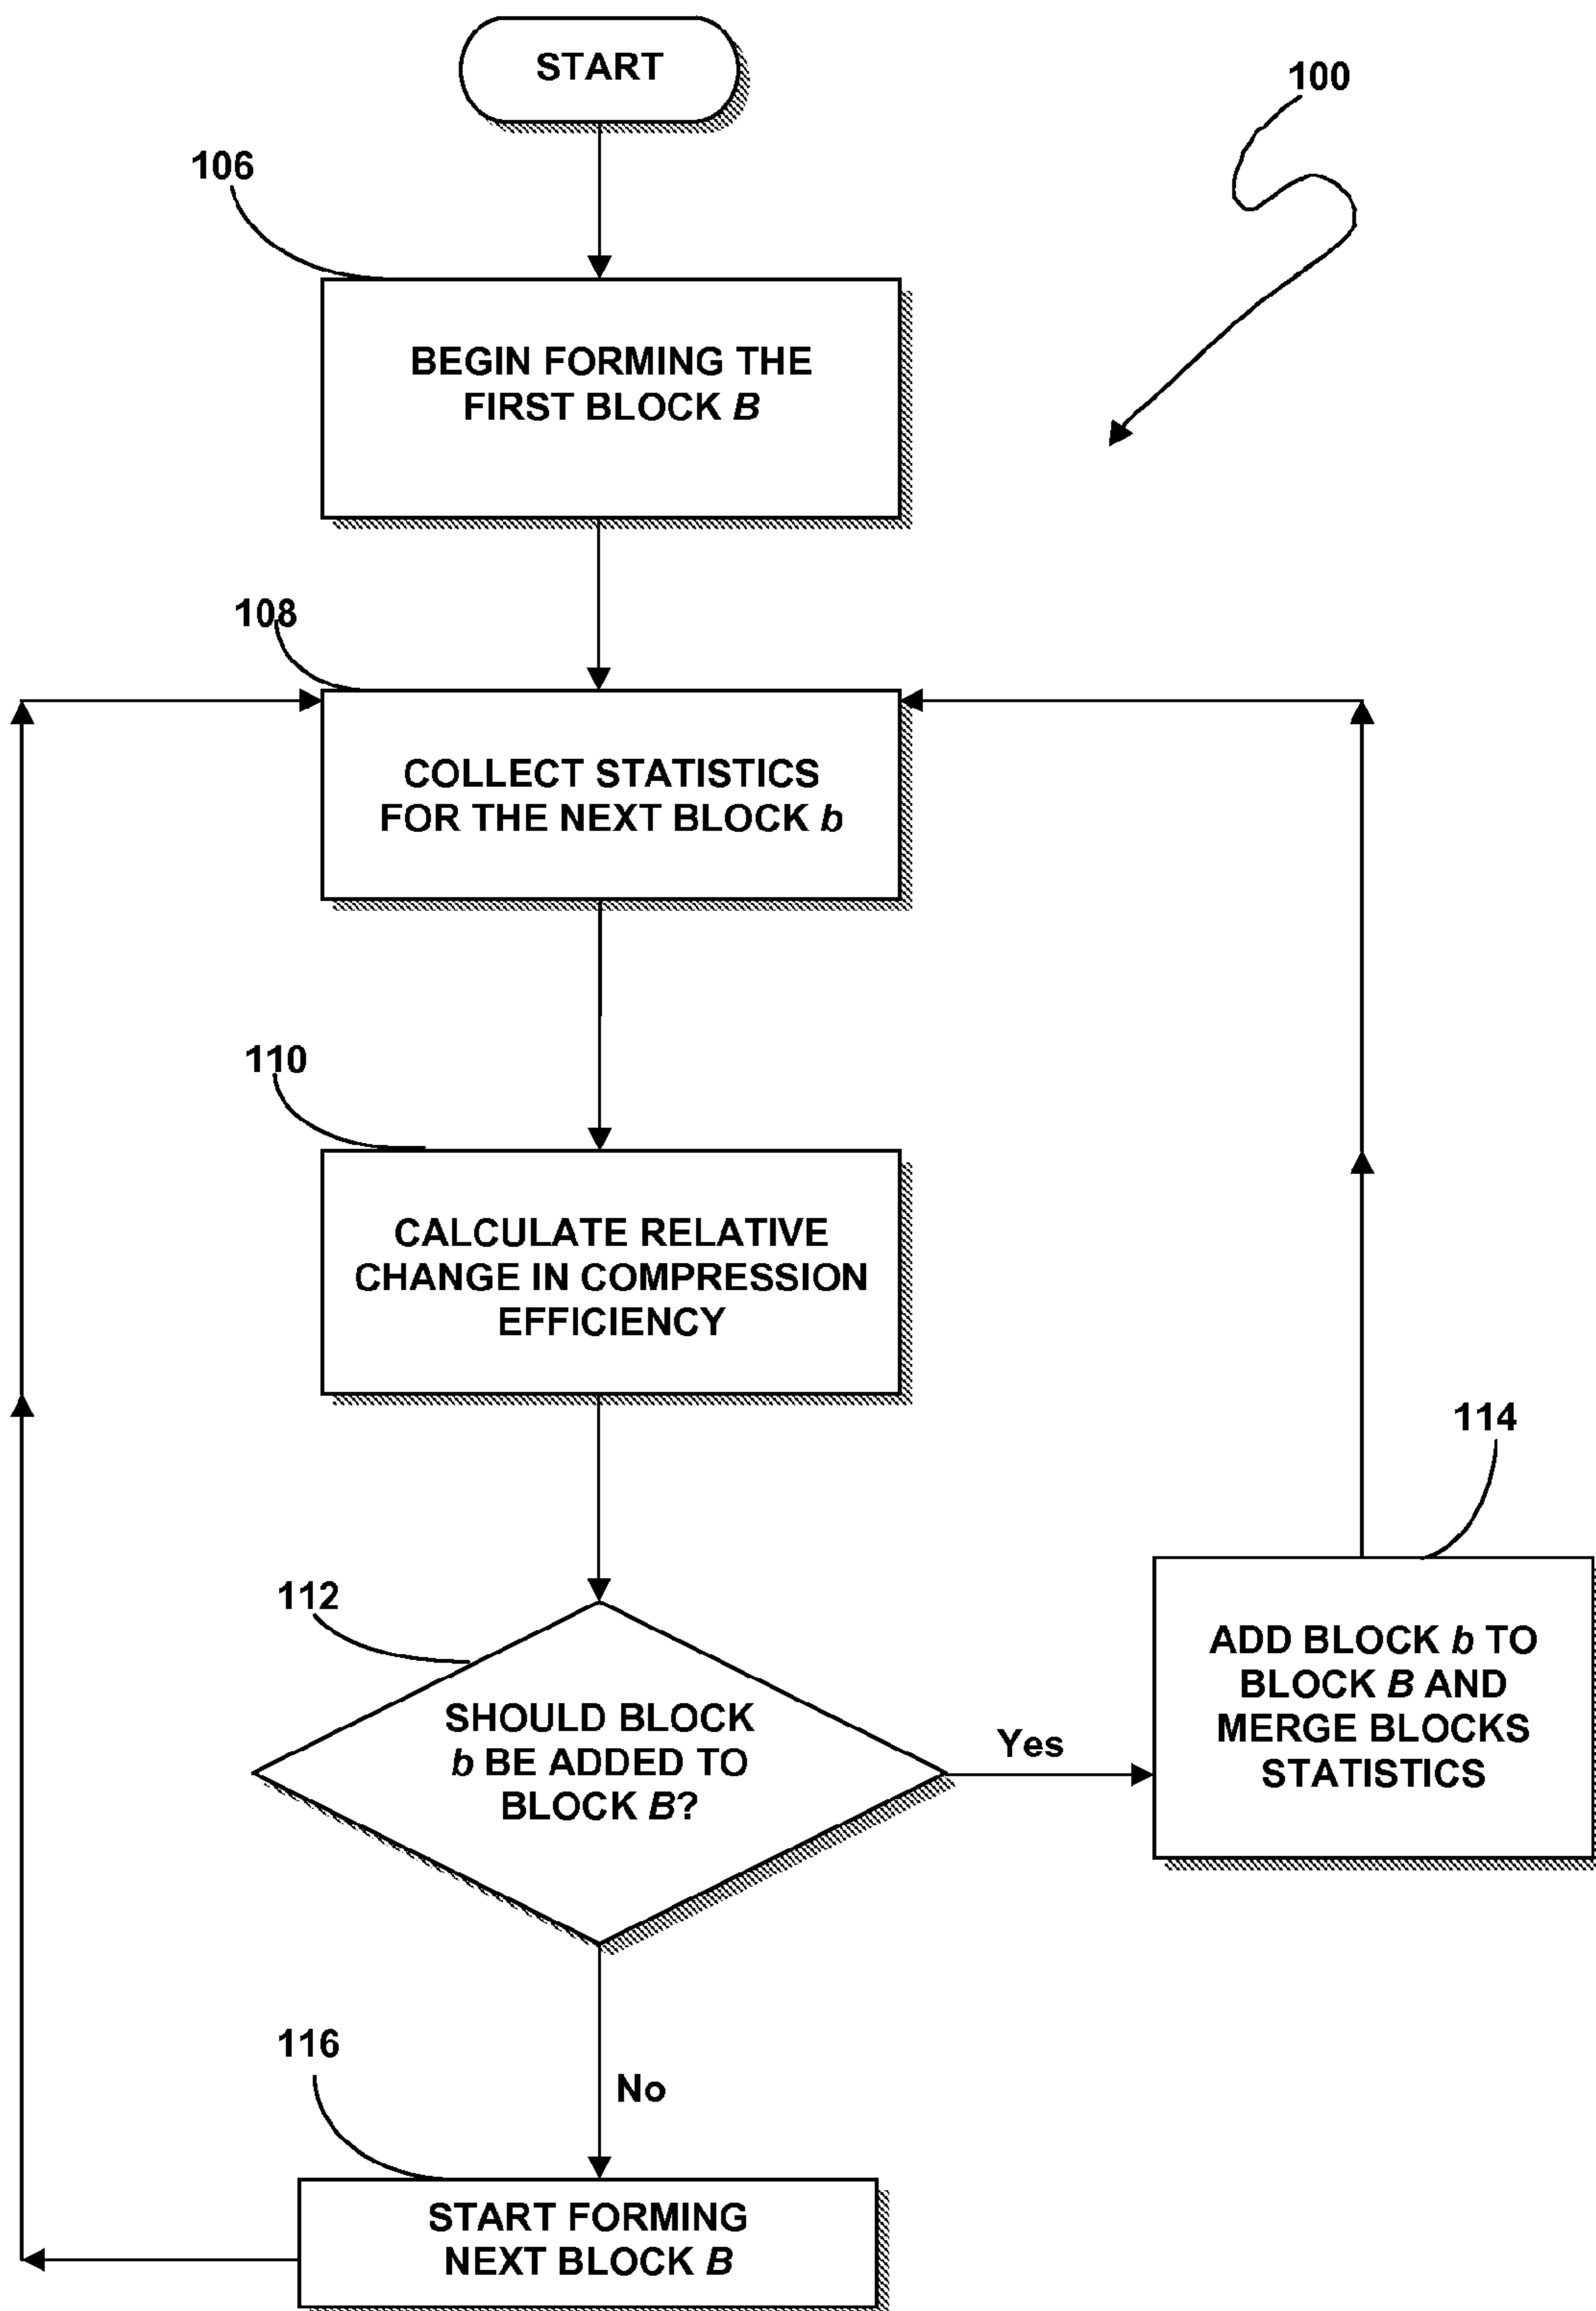 START
100
106
BEGIN FORMING THE
FIRST BLOCK B
108
COLLECT STATISTICS
FOR THE NEXT BLOCK b
110
CALCULATE RELATIVE
CHANGE IN COMPRESSION
EFFICIENCY
114
112
ADD BLOCK b TO
BLOCK B AND
MERGE BLOCKS
STATISTICS
SHOULD BLOCK
b BE ADDED TO
BLOCK B?
Yes
116
No
START FORMING
NEXT BLOCK B